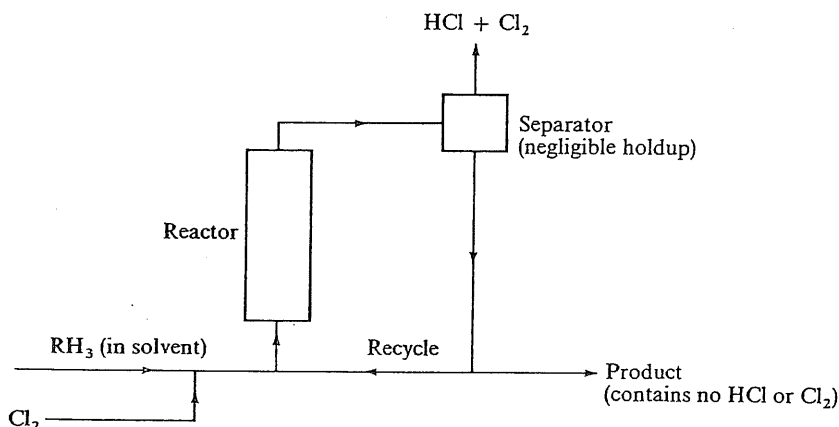 HCl + Cl₂
Separator
(negligible holdup)
Reactor
RH₃ (in solvent)
Recycle
Product
(contains no HCl or Cl₂)
Cl₂